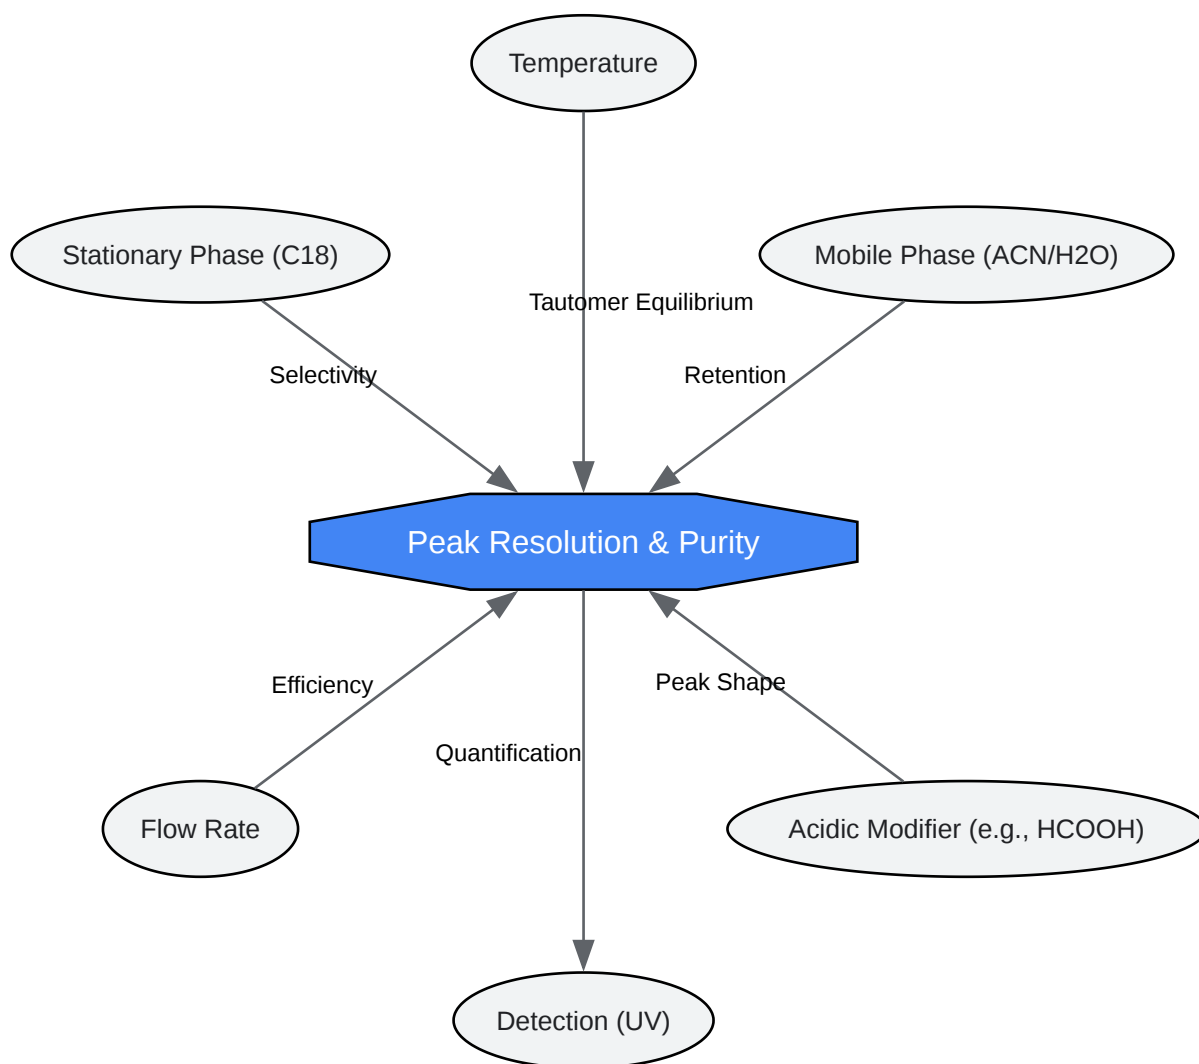 Temperature
Stationary Phase (C18)
Mobile Phase (ACN/H2O)
Tautomer Equilibrium
Selectivity
Retention
Peak Resolution & Purity
Efficiency
Peak Shape
Quantification
Flow Rate
Acidic Modifier (e.g., HCOOH)
Detection (UV)